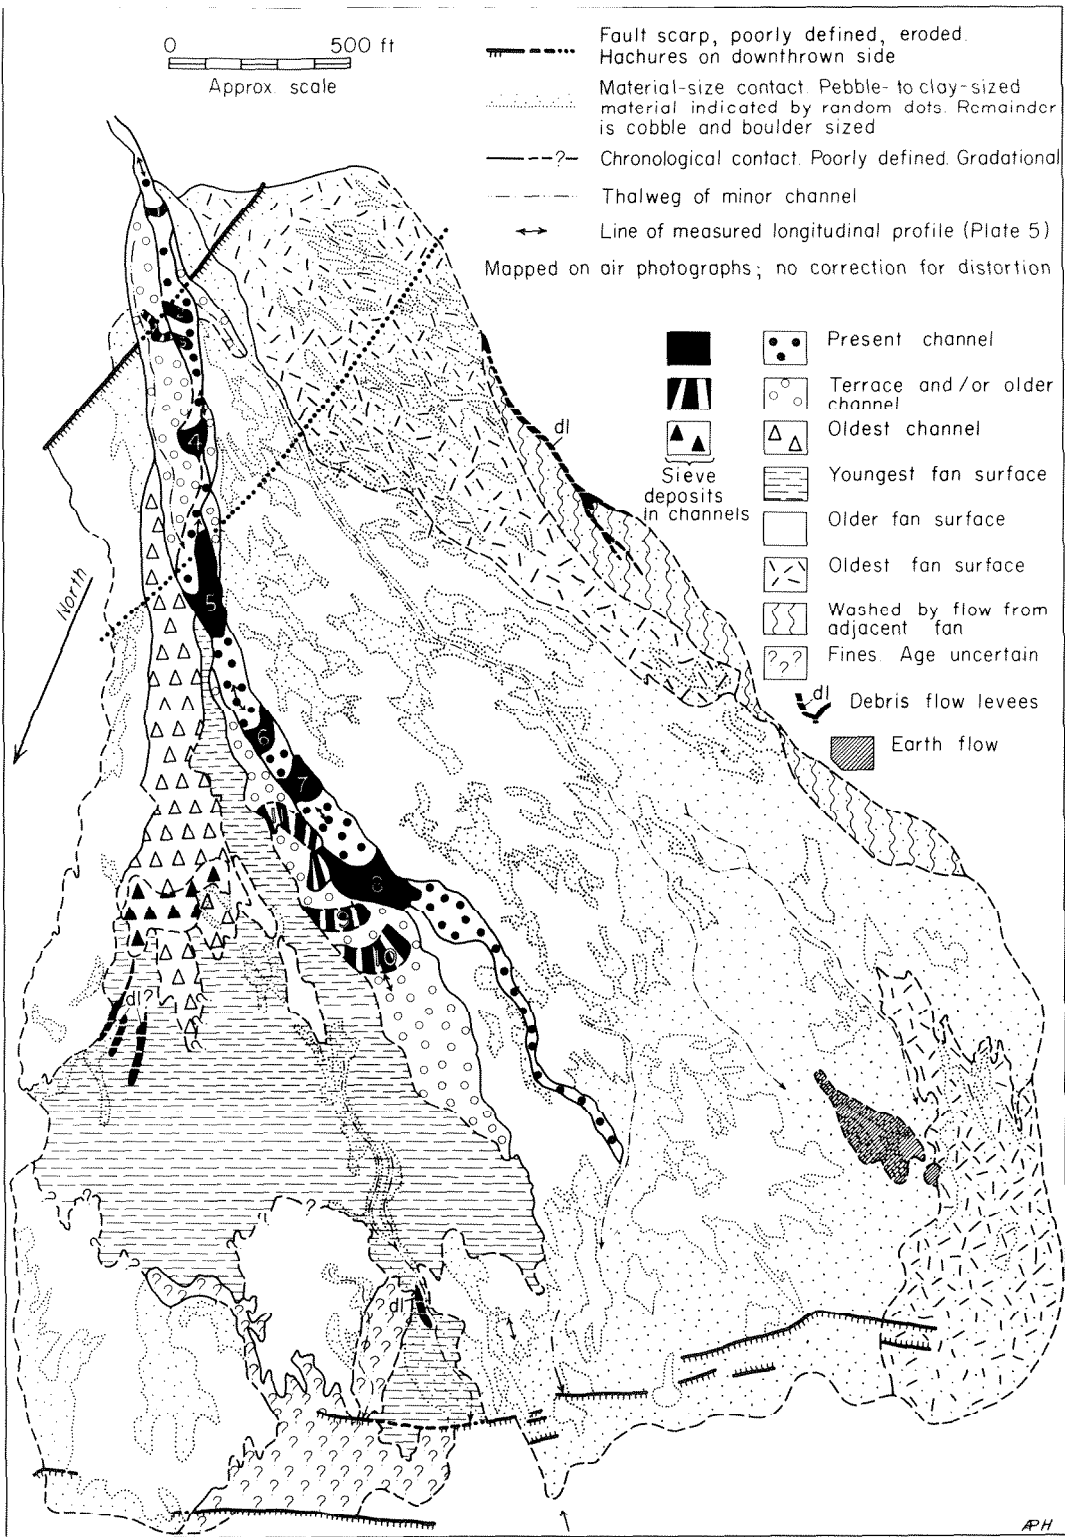 0 500 ft
Approx. scale
Fault scarp, poorly defined, eroded.
Hachures on downthrown side
Material-size contact. Pebble- to clay-sized
material indicated by random dots. Remainder
is cobble and boulder sized
—?— Chronological contact. Poorly defined. Gradational
Thalweg of minor channel
Line of measured longitudinal profile (Plate 5)
Mapped on air photographs; no correction for distortion
Present channel
Terrace and/or older
channel
Oldest channel
Sieve
deposits
in channels
Youngest fan surface
Older fan surface
Oldest fan surface
Washed by flow from
adjacent fan
? ? ? Fines. Age uncertain
dl Debris flow levees
Earth flow
dl
North
4
5
6
7
11
8
9
10
dl?
dl
APH